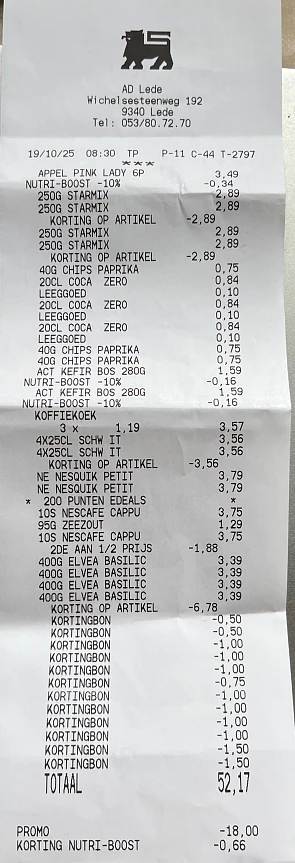 AD Lede
Wichelsesteenweg 192
9340 Lede
Tel: 053/80.72.70
19/10/25 08:30 TP P-11 C-44 T-2797
***
APPEL PINK LADY 6P 3,49
NUTRI-BOOST -10% -0,34
250G STARMIX 2,89
250G STARMIX 2,89
KORTING OP ARTIKEL -2,89
250G STARMIX 2,89
250G STARMIX 2,89
KORTING OP ARTIKEL -2,89
40G CHIPS PAPRIKA 0,75
20CL COCA ZERO 0,84
LEEGGOED 0,10
20CL COCA ZERO 0,84
LEEGGOED 0,10
20CL COCA ZERO 0,84
LEEGGOED 0,10
40G CHIPS PAPRIKA 0,75
40G CHIPS PAPRIKA 0,75
ACT KEFIR BOS 280G 1,59
NUTRI-BOOST -10% -0,16
ACT KEFIR BOS 280G 1,59
NUTRI-BOOST -10% -0,16
KOFFIEKOEK
3 x 1,19 3,57
4X25CL SCHW IT 3,56
4X25CL SCHW IT 3,56
KORTING OP ARTIKEL -3,56
NE NESQUIK PETIT 3,79
NE NESQUIK PETIT 3,79
* 200 PUNTEN EDEALS *
10S NESCAFE CAPPU 3,75
95G ZEEZOUT 1,29
10S NESCAFE CAPPU 3,75
2DE AAN 1/2 PRIJS -1,88
400G ELVEA BASILIC 3,39
400G ELVEA BASILIC 3,39
400G ELVEA BASILIC 3,39
400G ELVEA BASILIC 3,39
KORTING OP ARTIKEL -6,78
KORTINGBON -0,50
KORTINGBON -0,50
KORTINGBON -1,00
KORTINGBON -1,00
KORTINGBON -1,00
KORTINGBON -0,75
KORTINGBON -1,00
KORTINGBON -1,00
KORTINGBON -1,00
KORTINGBON -1,00
KORTINGBON -1,50
KORTINGBON -1,50
TOTAAL 52,17
PROMO -18,00
KORTING NUTRI-BOOST -0,66